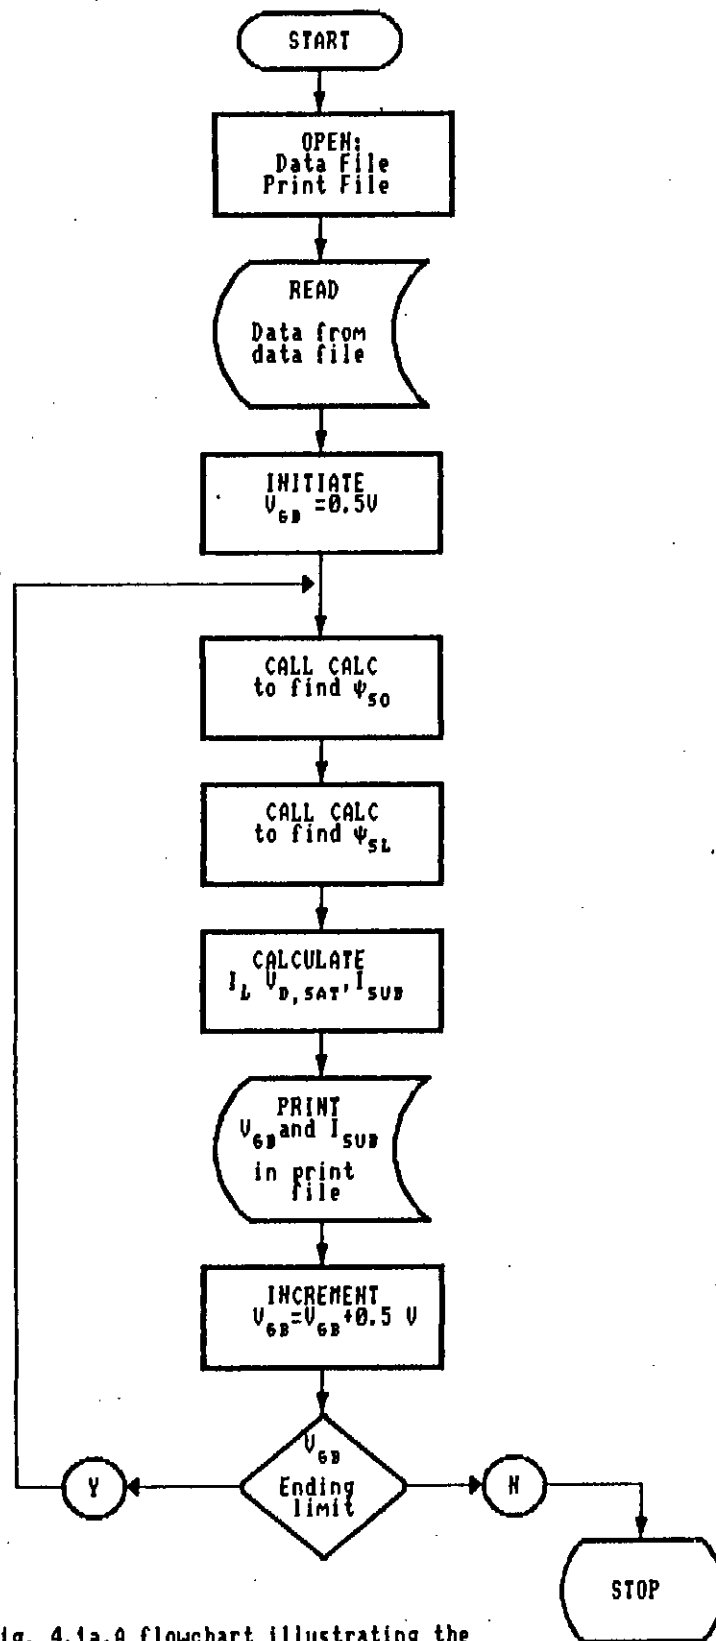 START
OPEN:
Data File
Print File
READ
Data from
data file
INITIATE
V_GB =0.5V
CALL CALC
to find ψ_SO
CALL CALC
to find ψ_SL
CALCULATE
I_L V_D,SAT, I_SUB
PRINT
V_GB and I_SUB
in print
file
INCREMENT
V_GB=V_GB+0.5 V
V_GB
Ending
limit
Y
N
STOP
ig. 4.1a.A flowchart illustrating the